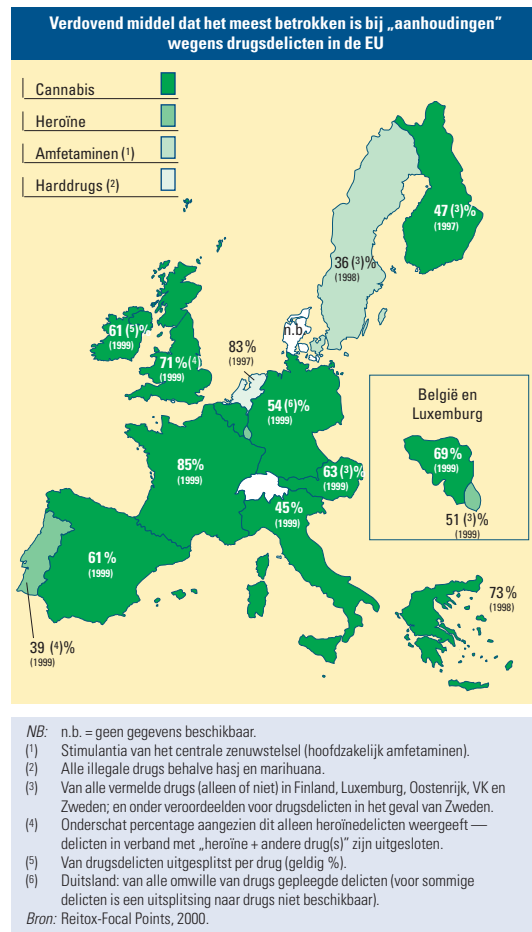 Verdovend middel dat het meest betrokken is bij „aanhoudingen”
wegens drugsdelicten in de EU
Cannabis
Heroïne
Amfetaminen (¹)
Harddrugs (²)
47 (³)%
(1997)
36 (³)%
(1998)
n.b.
61 (⁵)%
(1999)
71%(⁴)
(1999)
83 %
(1997)
54 (⁶)%
(1999)
België en
Luxemburg
69 %
(1999)
51 (³)%
(1999)
85%
(1999)
63 (³)%
(1999)
45 %
(1999)
61 %
(1999)
73 %
(1998)
39 (⁴)%
(1999)
NB: n.b. = geen gegevens beschikbaar.
(¹) Stimulantia van het centrale zenuwstelsel (hoofdzakelijk amfetaminen).
(²) Alle illegale drugs behalve hasj en marihuana.
(³) Van alle vermelde drugs (alleen of niet) in Finland, Luxemburg, Oostenrijk, VK en
Zweden; en onder veroordeelden voor drugsdelicten in het geval van Zweden.
(⁴) Onderschat percentage aangezien dit alleen heroïnedelicten weergeeft —
delicten in verband met „heroïne + andere drug(s)” zijn uitgesloten.
(⁵) Van drugsdelicten uitgesplitst per drug (geldig %).
(⁶) Duitsland: van alle omwille van drugs gepleegde delicten (voor sommige
delicten is een uitsplitsing naar drugs niet beschikbaar).
Bron: Reitox-Focal Points, 2000.